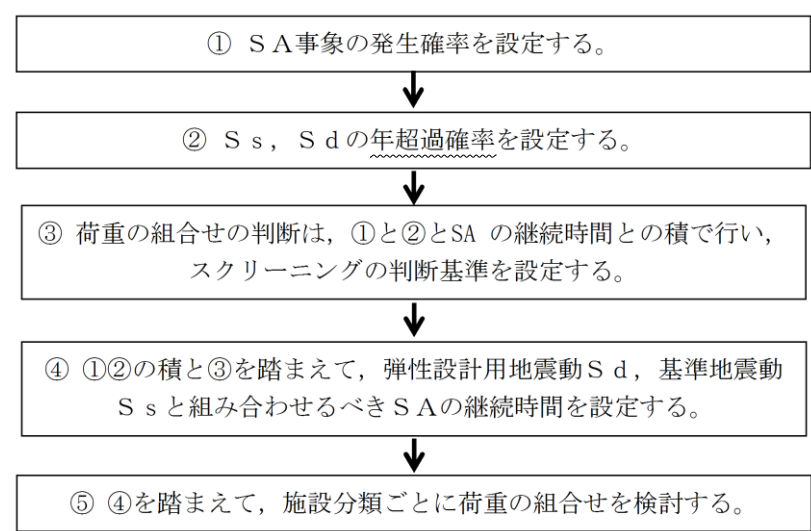 ① ＳＡ事象の発生確率を設定する。
② Ｓｓ，Ｓｄの年超過確率を設定する。
③ 荷重の組合せの判断は，①と②とSA の継続時間との積で行い，
スクリーニングの判断基準を設定する。
④ ①②の積と③を踏まえて，弾性設計用地震動Ｓｄ，基準地震動
Ｓｓと組み合わせるべきＳＡの継続時間を設定する。
⑤ ④を踏まえて，施設分類ごとに荷重の組合せを検討する。